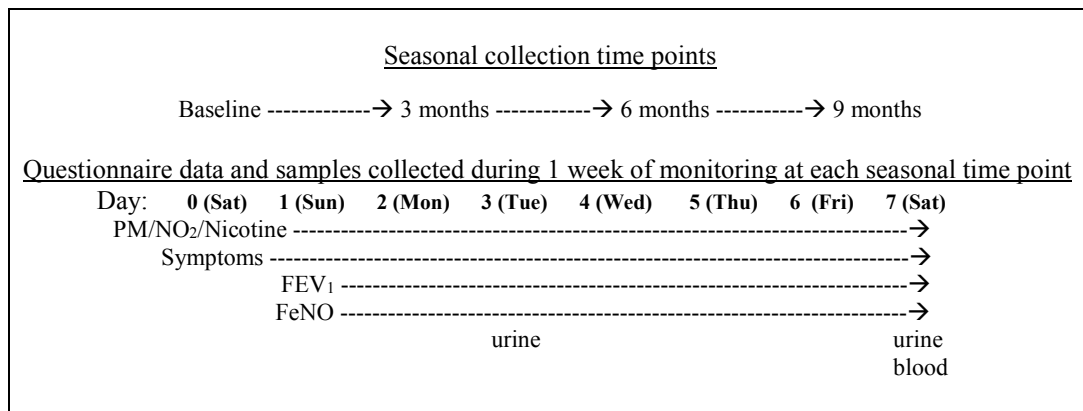 Seasonal collection time points
Baseline -------------→ 3 months ------------→ 6 months -----------→ 9 months
Questionnaire data and samples collected during 1 week of monitoring at each seasonal time point
Day: 0 (Sat) 1 (Sun) 2 (Mon) 3 (Tue) 4 (Wed) 5 (Thu) 6 (Fri) 7 (Sat)
PM/NO₂/Nicotine --------------------------------------------------------------→
Symptoms -----------------------------------------------------------------→
FEV₁ ---------------------------------------------------------→
FeNO ---------------------------------------------------------→
urine urine
blood